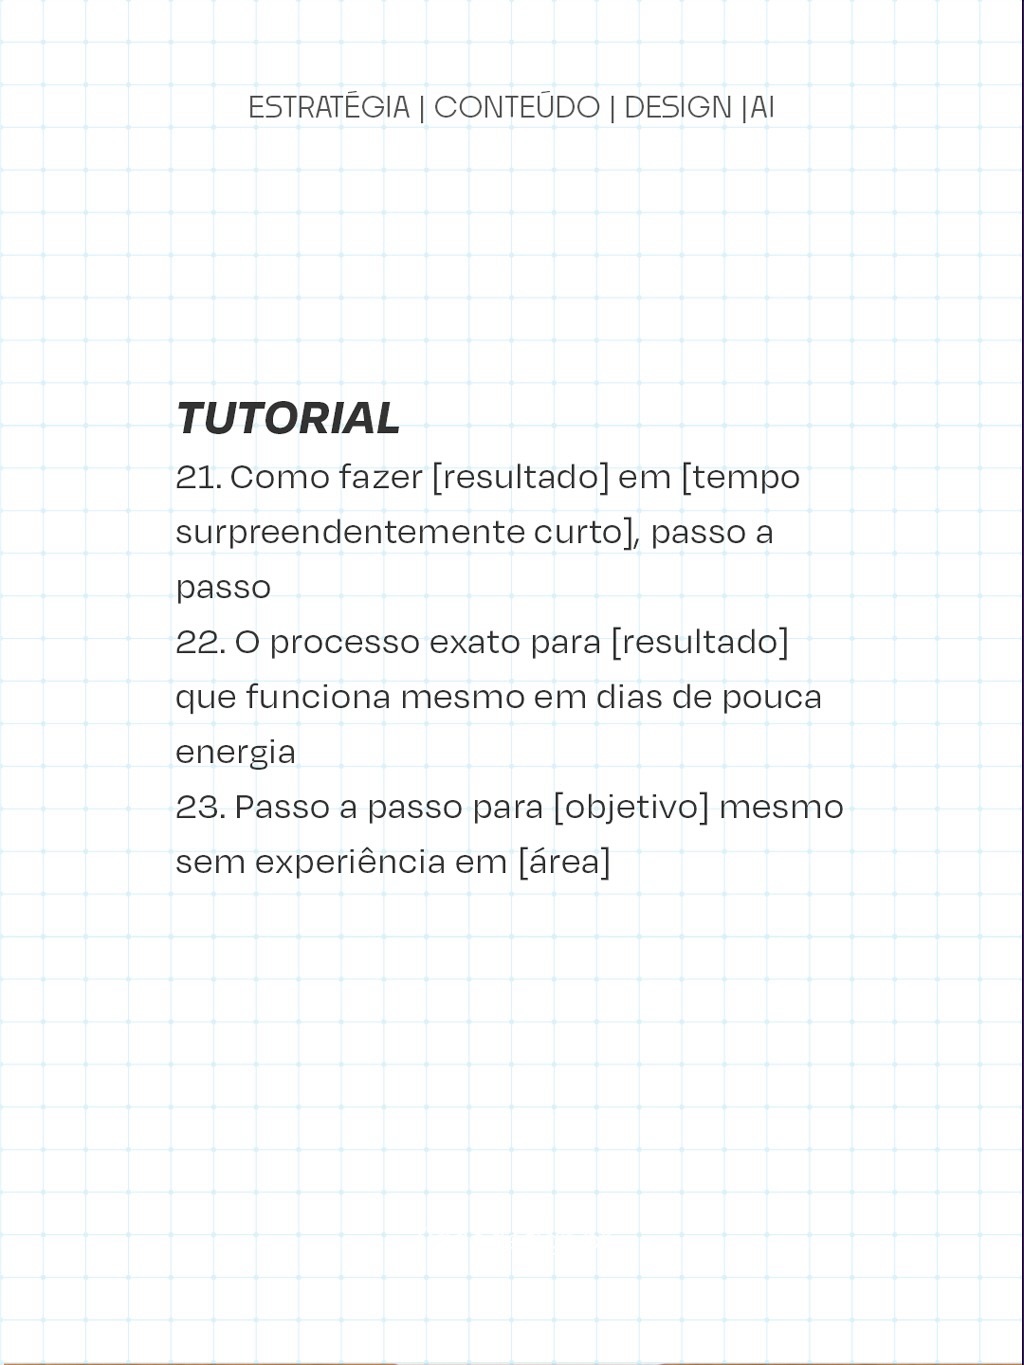 ESTRATÉGIA | CONTEÚDO | DESIGN |AI
TUTORIAL
21. Como fazer [resultado] em [tempo
surpreendentemente curto], passo a
passo
22. O processo exato para [resultado]
que funciona mesmo em dias de pouca
energia
23. Passo a passo para [objetivo] mesmo
sem experiência em [área]